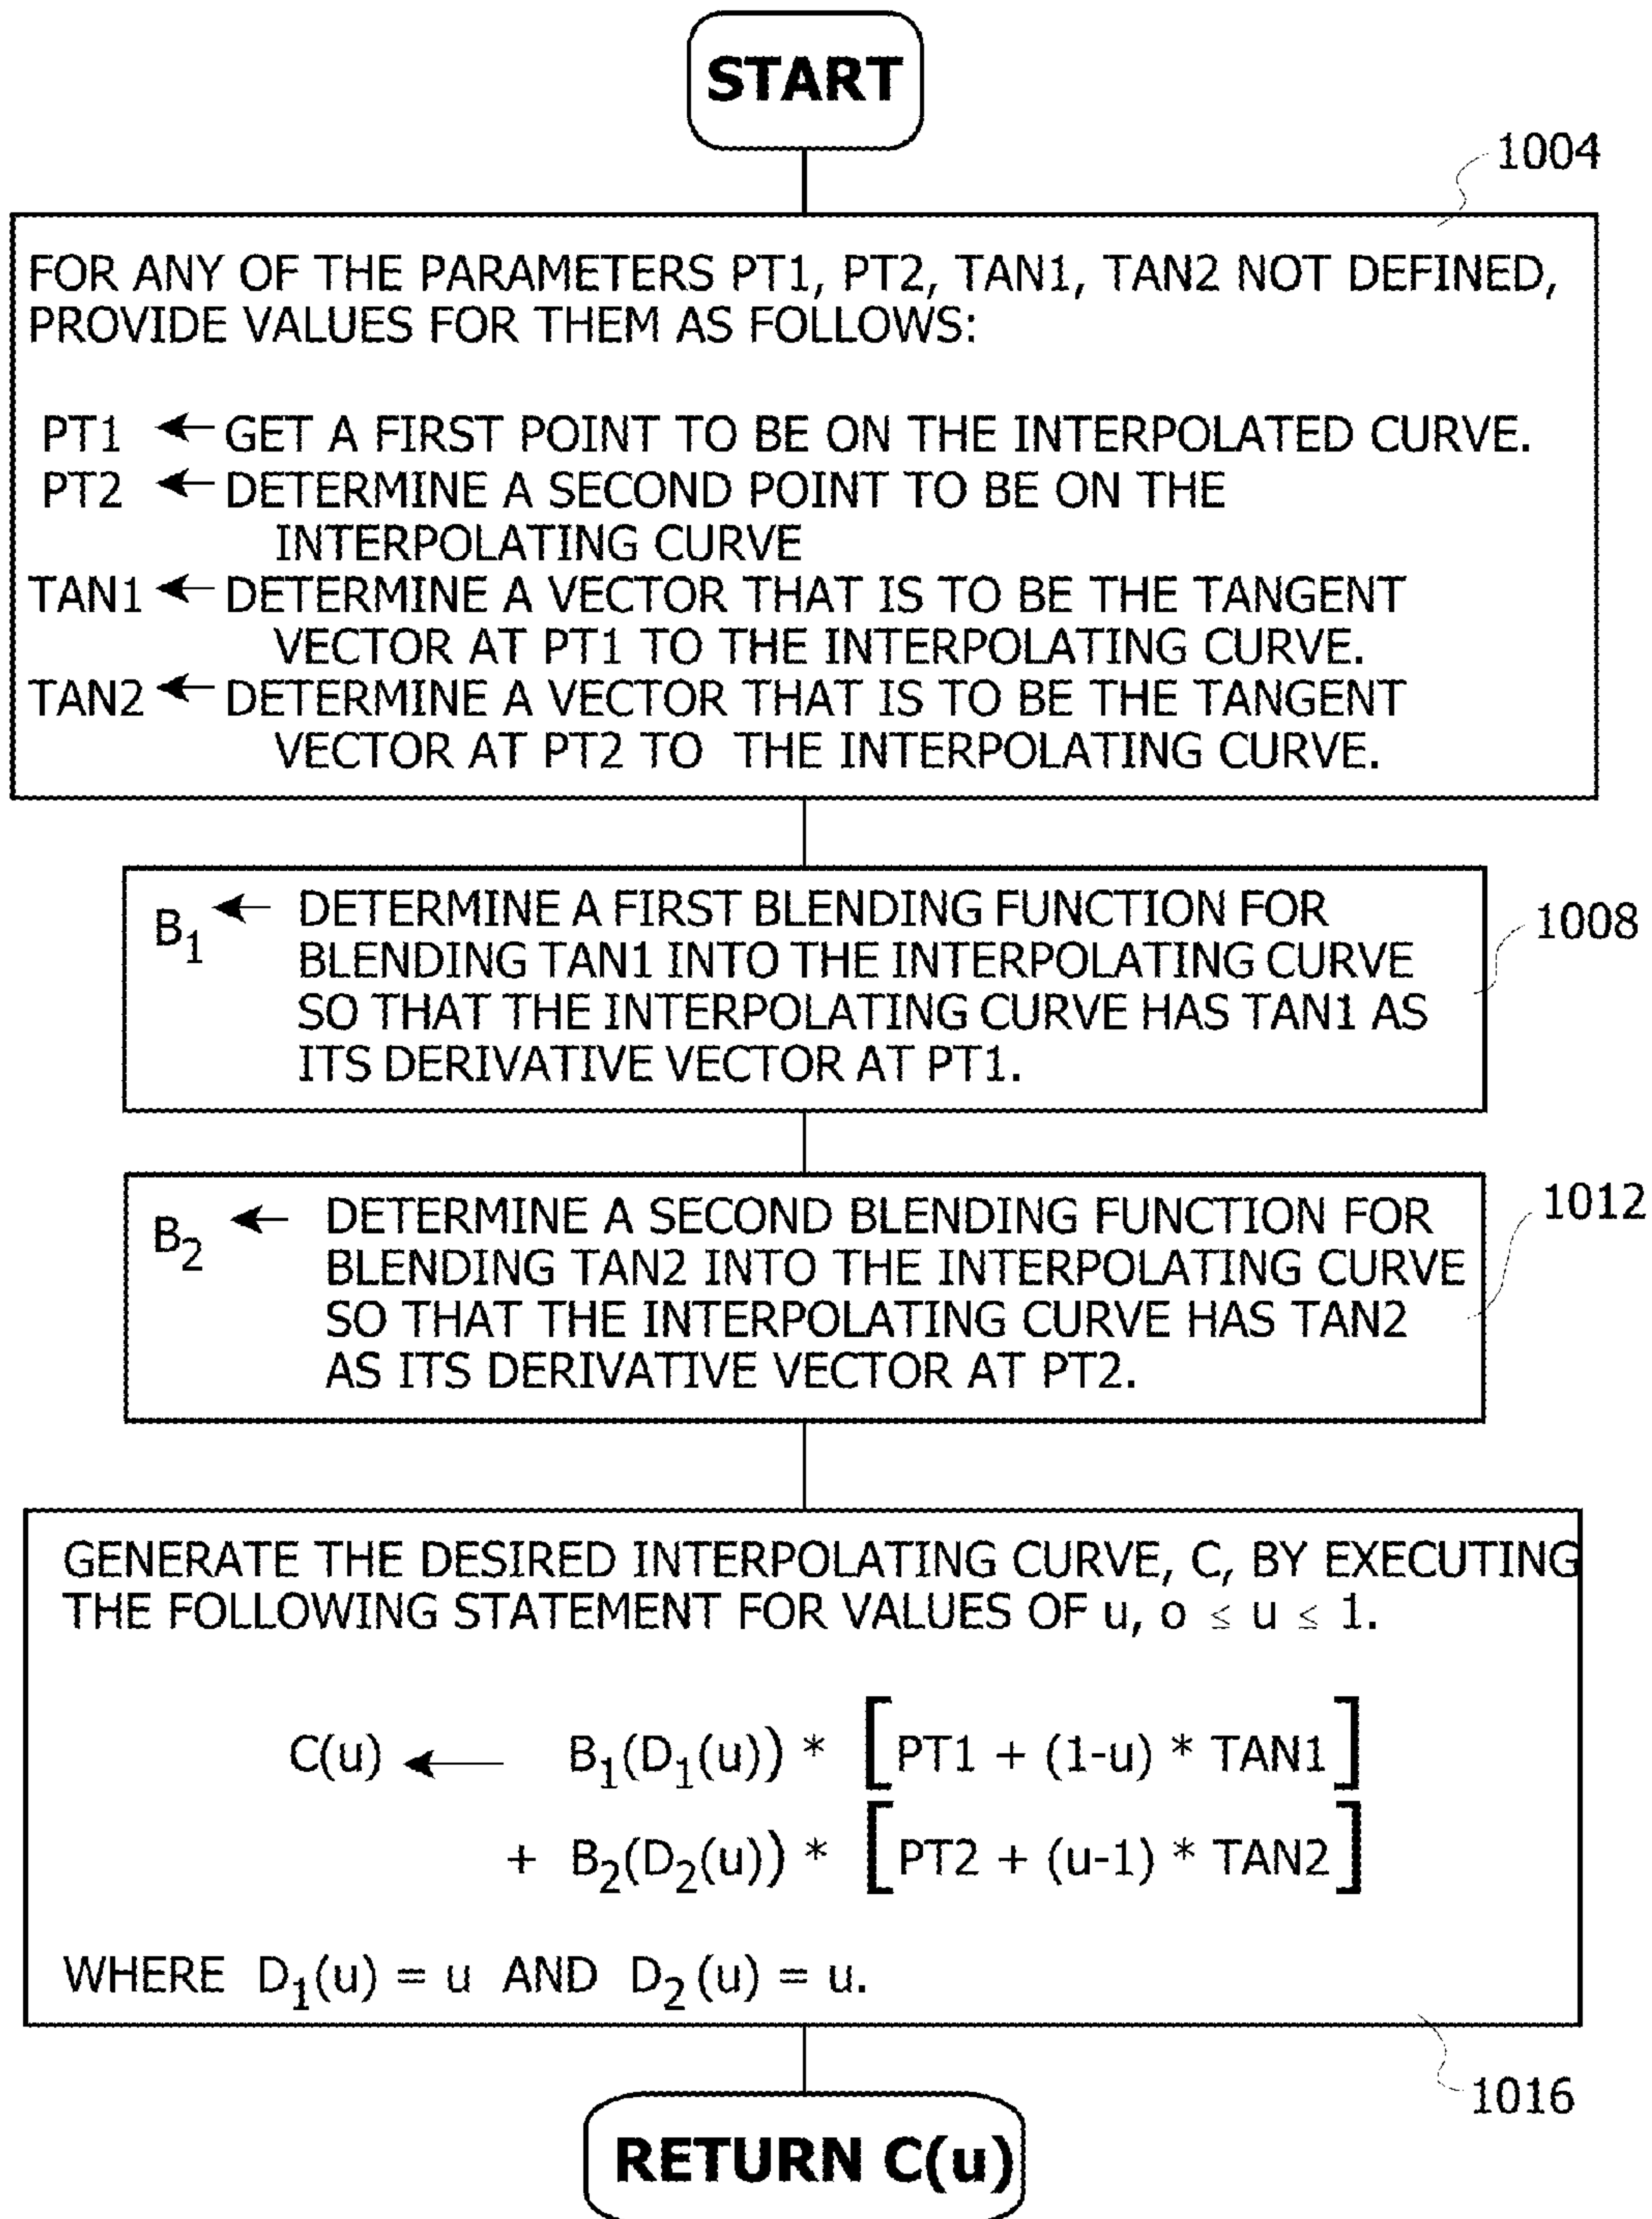 START
1004
FOR ANY OF THE PARAMETERS PT1, PT2, TAN1, TAN2 NOT DEFINED,
PROVIDE VALUES FOR THEM AS FOLLOWS:
PT1 ← GET A FIRST POINT TO BE ON THE INTERPOLATED CURVE.
PT2 ← DETERMINE A SECOND POINT TO BE ON THE
INTERPOLATING CURVE
TAN1 ← DETERMINE A VECTOR THAT IS TO BE THE TANGENT
VECTOR AT PT1 TO THE INTERPOLATING CURVE.
TAN2 ← DETERMINE A VECTOR THAT IS TO BE THE TANGENT
VECTOR AT PT2 TO THE INTERPOLATING CURVE.
B₁ ← DETERMINE A FIRST BLENDING FUNCTION FOR
BLENDING TAN1 INTO THE INTERPOLATING CURVE
SO THAT THE INTERPOLATING CURVE HAS TAN1 AS
ITS DERIVATIVE VECTOR AT PT1.
1008
B₂ ← DETERMINE A SECOND BLENDING FUNCTION FOR
BLENDING TAN2 INTO THE INTERPOLATING CURVE
SO THAT THE INTERPOLATING CURVE HAS TAN2
AS ITS DERIVATIVE VECTOR AT PT2.
1012
GENERATE THE DESIRED INTERPOLATING CURVE, C, BY EXECUTING
THE FOLLOWING STATEMENT FOR VALUES OF u, o ≤ u ≤ 1.
C(u) ← B₁(D₁(u)) * [PT1 + (1-u) * TAN1]
+ B₂(D₂(u)) * [PT2 + (u-1) * TAN2]
WHERE D₁(u) = u AND D₂(u) = u.
1016
RETURN C(u)